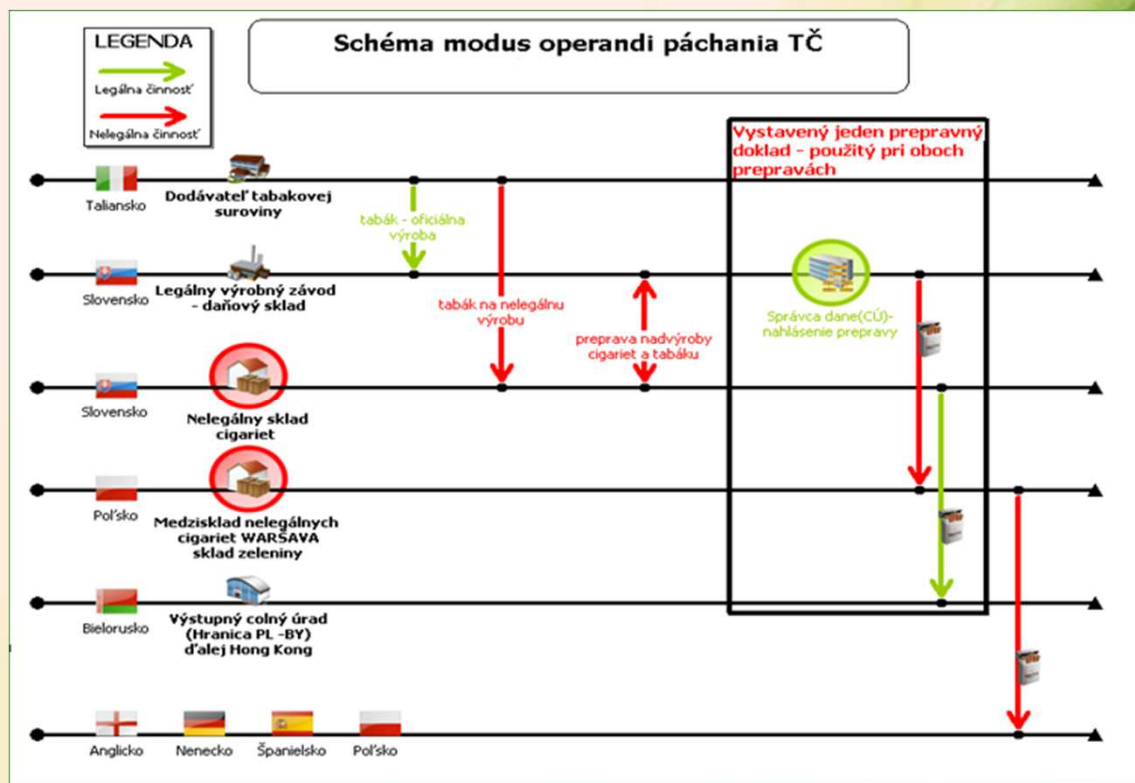 LEGENDA
Legálna činnosť
Nelegálna činnosť
Schéma modus operandi páchania TČ
Vystavený jeden prepravný
doklad - použitý pri oboch
prepravách
Taliansko
Dodávateľ tabakovej
suroviny
tabák - oficiálna
výroba
Slovensko
Legálny výrobný závod
- daňový sklad
tabák na nelegálnu
výrobu
preprava nadvýroby
cigariet a tabáku
Správca dane(CÚ)-
nahlásenie prepravy
Slovensko
Nelegálny sklad
cigariet
Poľsko
Medzisklad nelegálnych
cigariet WARŠAVA
sklad zeleniny
Bielorusko
Výstupný colný úrad
(Hranica PL -BY)
ďalej Hong Kong
Anglicko Nenecko Španielsko Poľsko